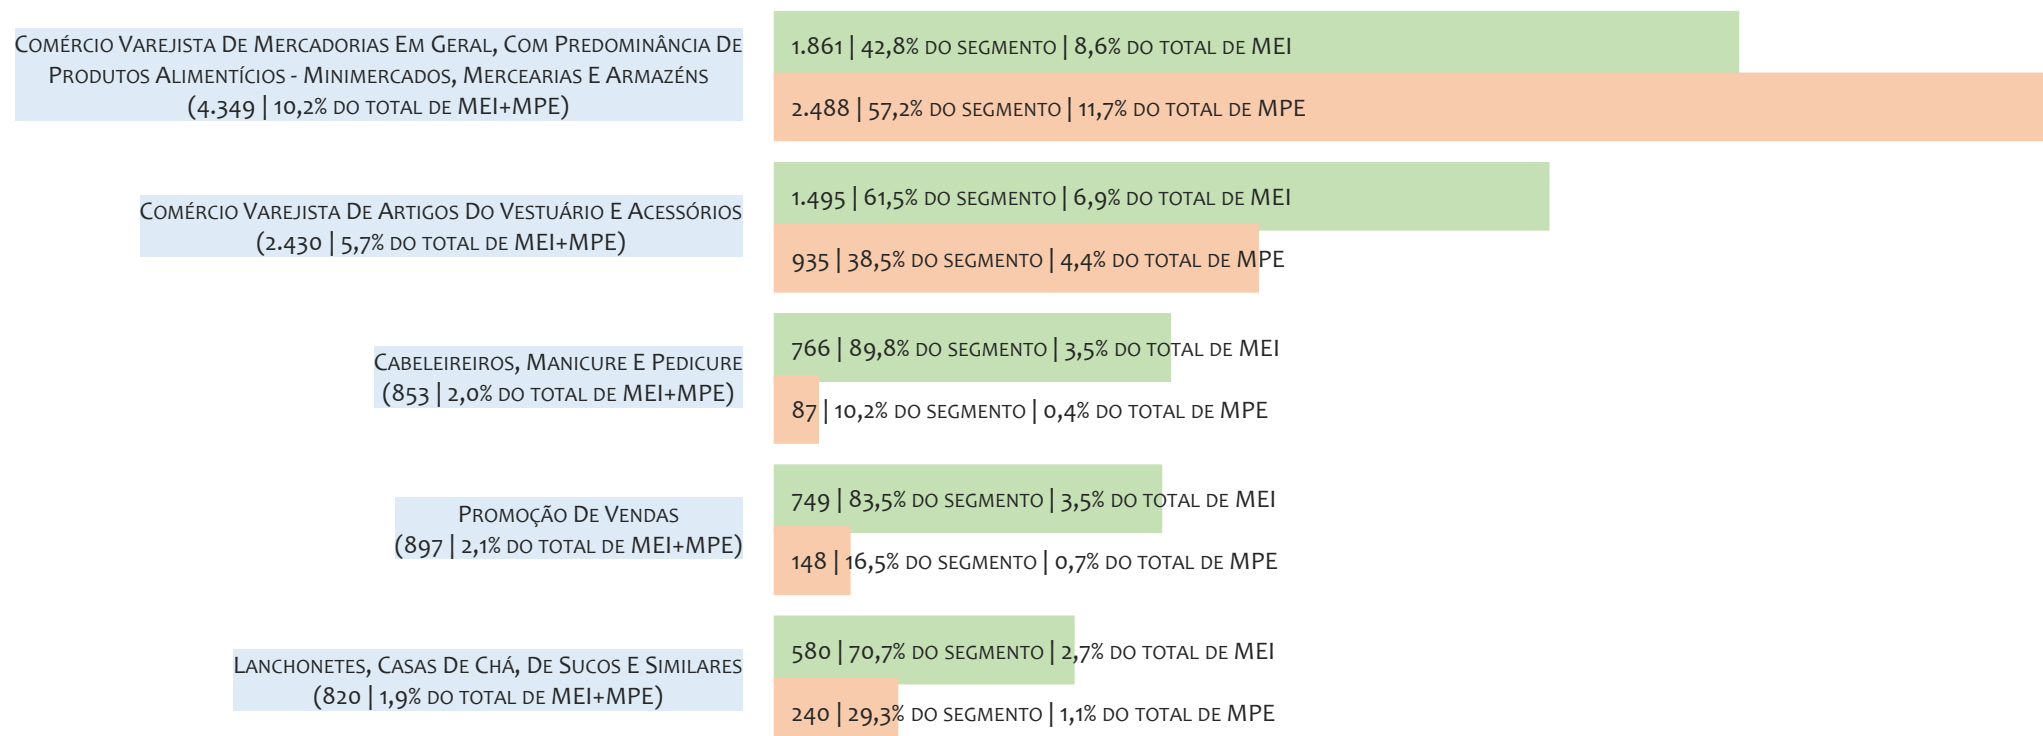 Comércio Varejista De Mercadorias Em Geral, Com Predominância De
Produtos Alimentícios - Minimercados, Mercearias E Armazéns
(4.349 | 10,2% do total de MEI+MPE)
1.861 | 42,8% do segmento | 8,6% do total de MEI
2.488 | 57,2% do segmento | 11,7% do total de MPE
Comércio Varejista De Artigos Do Vestuário E Acessórios
(2.430 | 5,7% do total de MEI+MPE)
1.495 | 61,5% do segmento | 6,9% do total de MEI
935 | 38,5% do segmento | 4,4% do total de MPE
Cabeleireiros, Manicure E Pedicure
(853 | 2,0% do total de MEI+MPE)
766 | 89,8% do segmento | 3,5% do total de MEI
87 | 10,2% do segmento | 0,4% do total de MPE
Promoção De Vendas
(897 | 2,1% do total de MEI+MPE)
749 | 83,5% do segmento | 3,5% do total de MEI
148 | 16,5% do segmento | 0,7% do total de MPE
Lanchonetes, Casas De Chá, De Sucos E Similares
(820 | 1,9% do total de MEI+MPE)
580 | 70,7% do segmento | 2,7% do total de MEI
240 | 29,3% do segmento | 1,1% do total de MPE